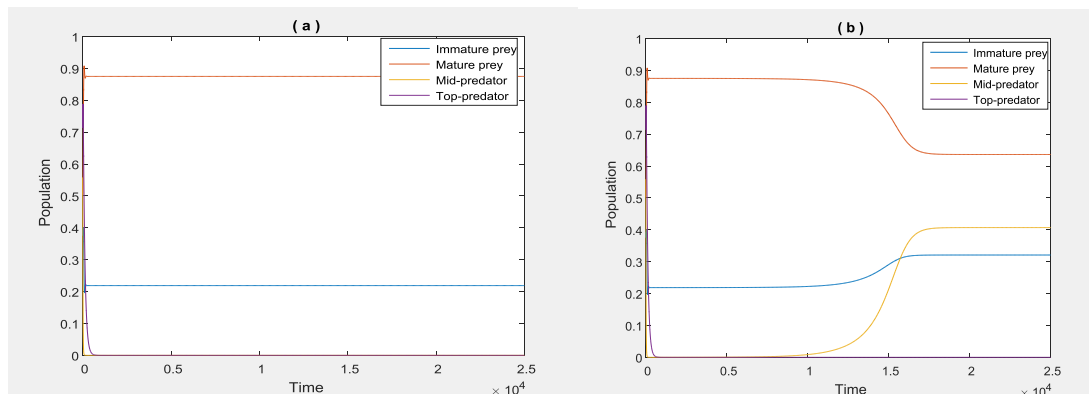 ( a )
Immature prey
Mature prey
Mid-predator
Top-predator
Population
1
0.9
0.8
0.7
0.6
0.5
0.4
0.3
0.2
0.1
0
0 0.5 1 1.5 2 2.5
Time
× 10^4
( b )
Immature prey
Mature prey
Mid-predator
Top-predator
Population
1
0.9
0.8
0.7
0.6
0.5
0.4
0.3
0.2
0.1
0
0 0.5 1 1.5 2 2.5
Time
× 10^4